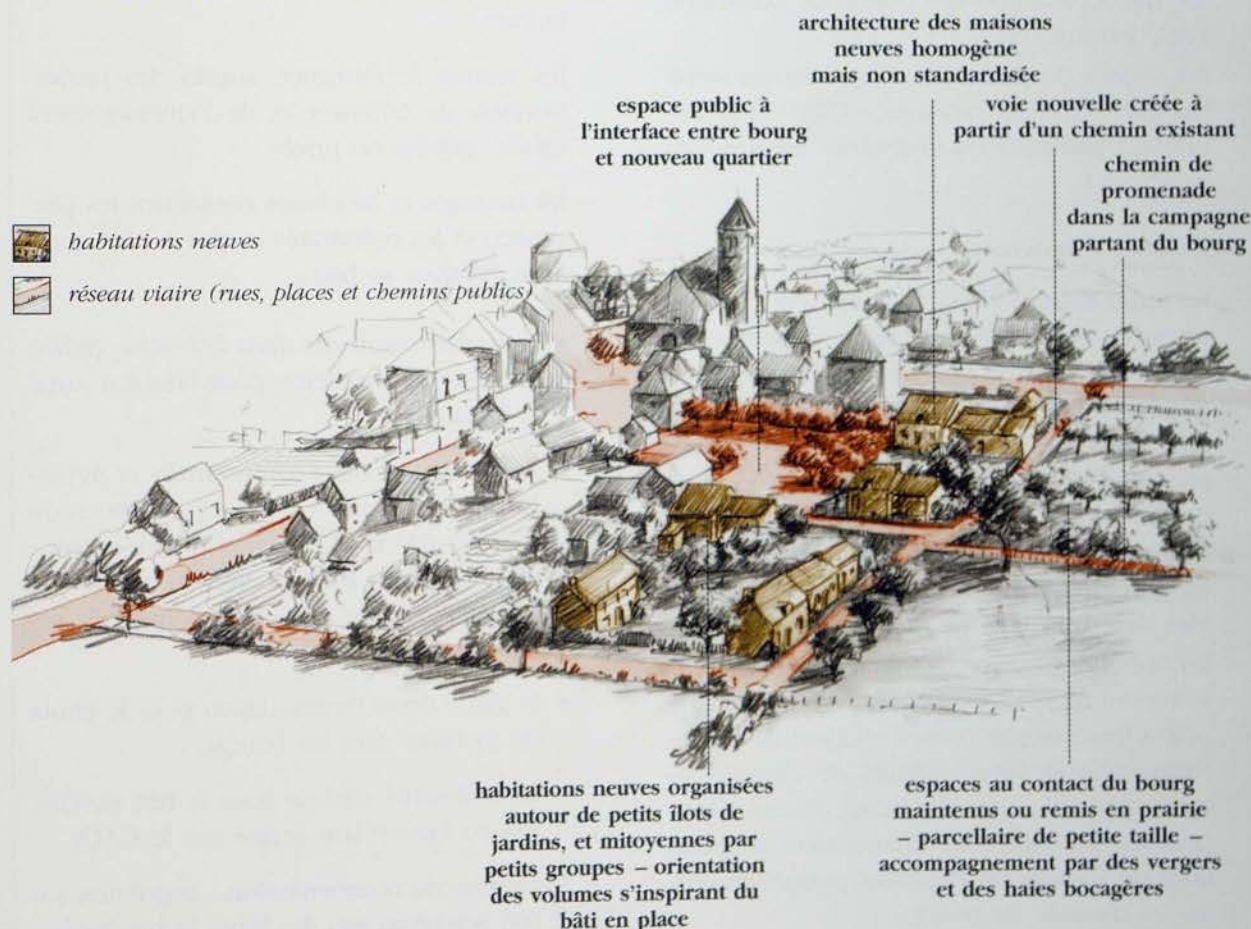 architecture des maisons
neuves homogène
mais non standardisée
espace public à
l'interface entre bourg
et nouveau quartier
voie nouvelle créée à
partir d'un chemin existant
chemin de
promenade
dans la campagne
partant du bourg
habitations neuves
réseau viaire (rues, places et chemins publics)
habitations neuves organisées
autour de petits îlots de
jardins, et mitoyennes par
petits groupes – orientation
des volumes s'inspirant du
bâti en place
espaces au contact du bourg
maintenus ou remis en prairie
– parcellaire de petite taille –
accompagnement par des vergers
et des haies bocagères